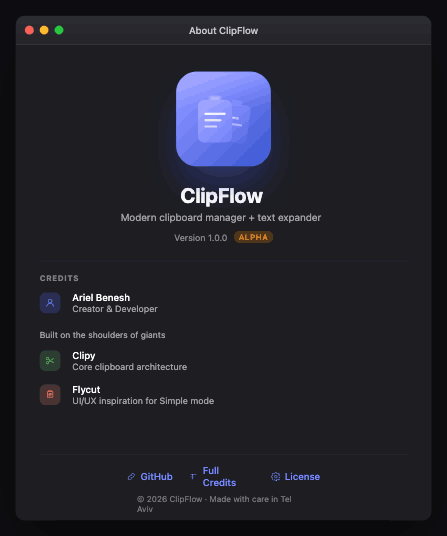 About ClipFlow
ClipFlow
Modern clipboard manager + text expander
Version 1.0.0 ALPHA
CREDITS
Ariel Benesh
Creator & Developer
Built on the shoulders of giants
Clipy
Core clipboard architecture
Flycut
UI/UX inspiration for Simple mode
GitHub
Full
Credits
License
© 2026 ClipFlow · Made with care in Tel
Aviv